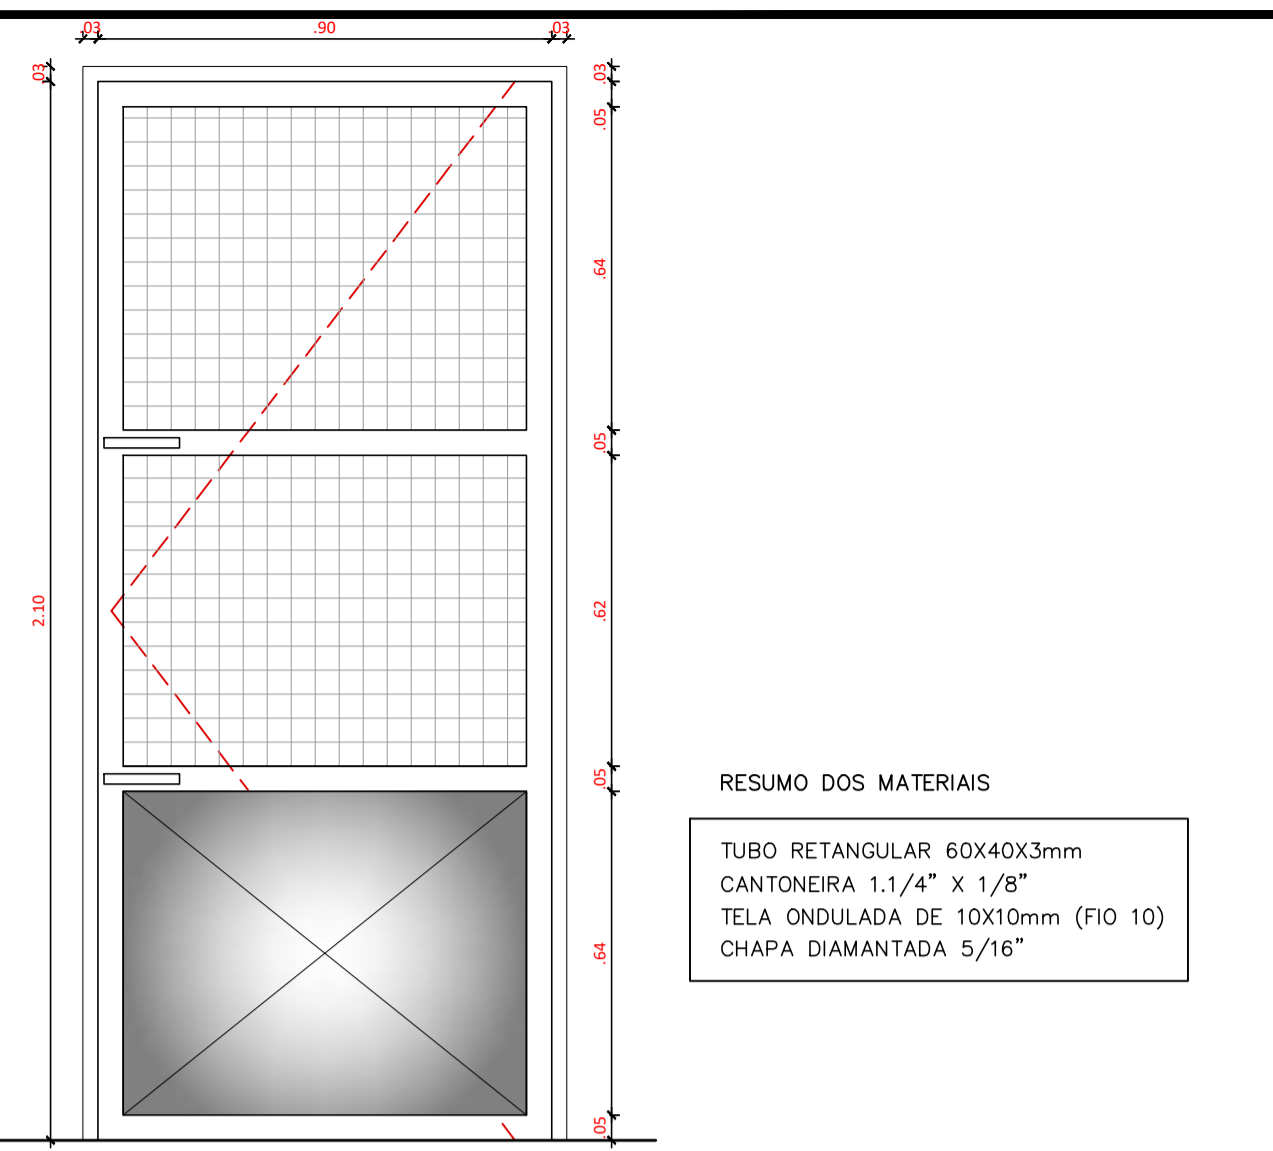 .03 .90 .03
.03
2.10
.03
.05
.64
.05
.62
.05
.64
.05
RESUMO DOS MATERIAIS
TUBO RETANGULAR 60X40X3mm
CANTONEIRA 1.1/4” X 1/8”
TELA ONDULADA DE 10X10mm (FIO 10)
CHAPA DIAMANTADA 5/16”